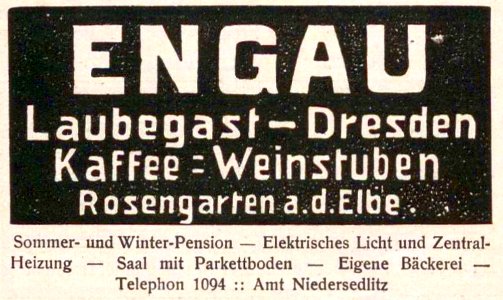 ENGAU
Laubegast – Dresden
Kaffee = Weinstuben
Rosengarten a. d. Elbe.
Sommer- und Winter-Pension — Elektrisches Licht und Zentral-
Heizung — Saal mit Parkettboden — Eigene Bäckerei —
Telephon 1094 :: Amt Niedersedlitz